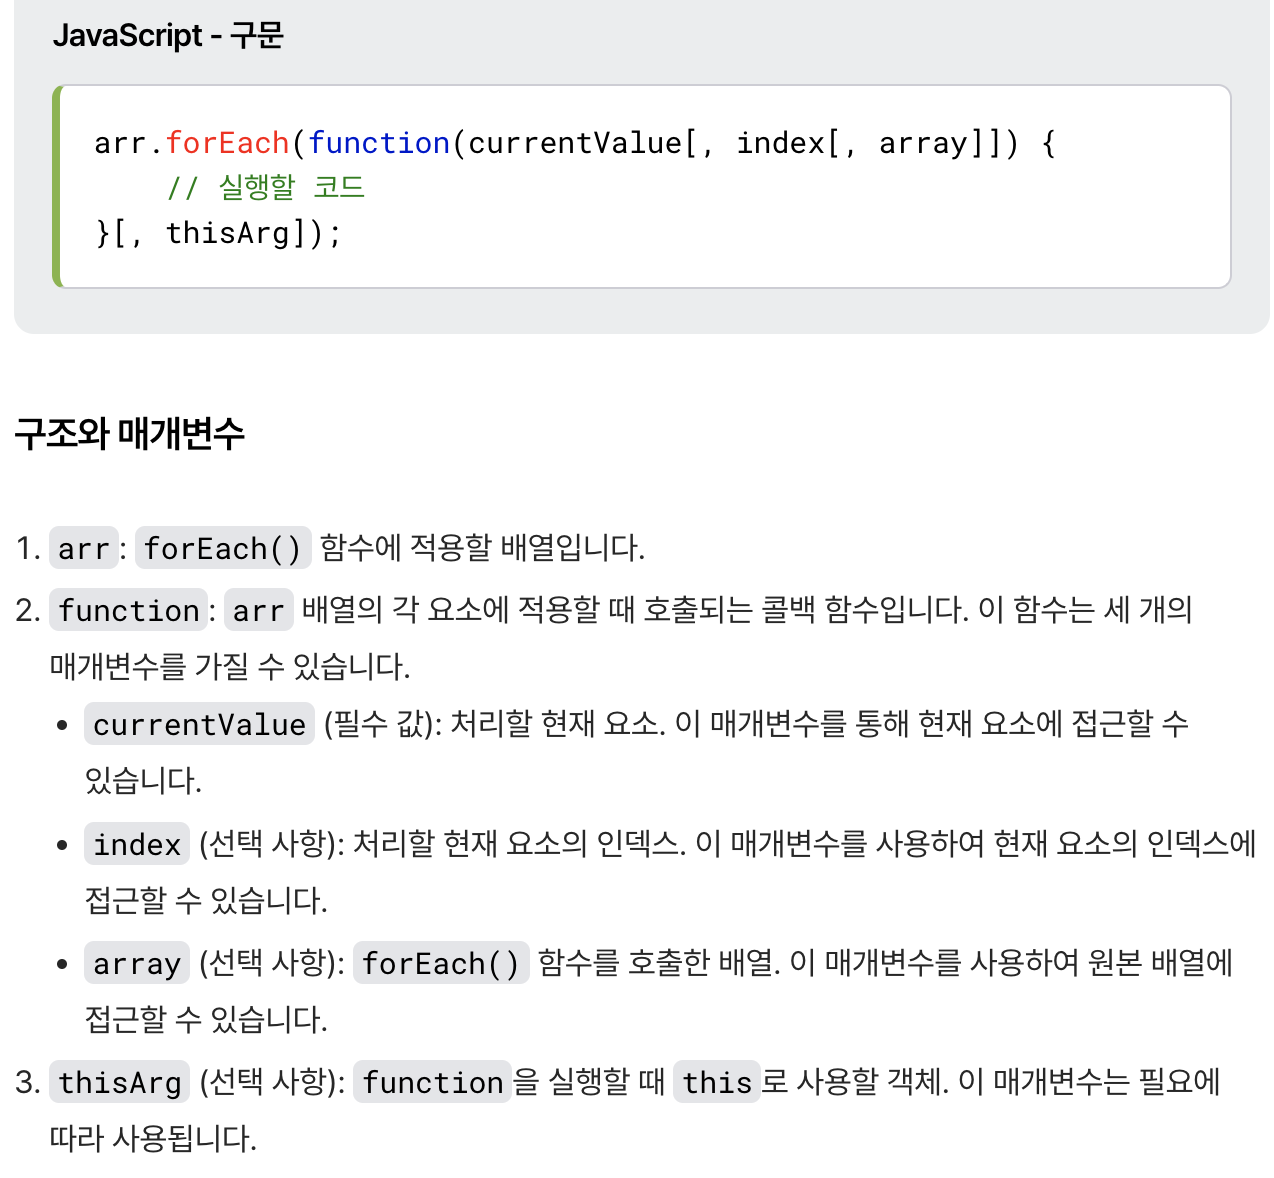 JavaScript - 구문
arr.forEach(function(currentValue[, index[, array]]) {
// 실행할 코드
}[, thisArg]);
구조와 매개변수
1. arr: forEach() 함수에 적용할 배열입니다.
2. function: arr 배열의 각 요소에 적용할 때 호출되는 콜백 함수입니다. 이 함수는 세 개의
매개변수를 가질 수 있습니다.
• currentValue (필수 값): 처리할 현재 요소. 이 매개변수를 통해 현재 요소에 접근할 수
있습니다.
• index (선택 사항): 처리할 현재 요소의 인덱스. 이 매개변수를 사용하여 현재 요소의 인덱스에
접근할 수 있습니다.
• array (선택 사항): forEach() 함수를 호출한 배열. 이 매개변수를 사용하여 원본 배열에
접근할 수 있습니다.
3. thisArg (선택 사항): function을 실행할 때 this로 사용할 객체. 이 매개변수는 필요에
따라 사용됩니다.